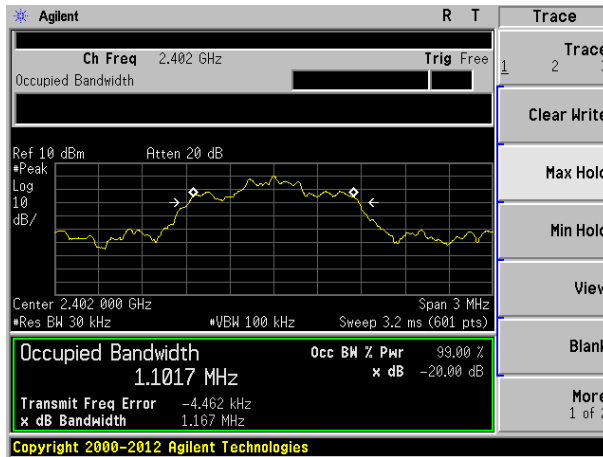 Agilent R T Trace
Ch Freq 2.402 GHz Trig Free
Occupied Bandwidth
Trace
1 2
Clear Write
Max Hold
Min Hold
View
Blank
More
1 of 2
Ref 10 dBm Atten 20 dB
#Peak
Log
10
dB/
Center 2.402 000 GHz Span 3 MHz
#Res BW 30 kHz #VBW 100 kHz Sweep 3.2 ms (601 pts)
Occupied Bandwidth Occ BW % Pwr 99.00 %
1.1017 MHz x dB -20.00 dB
Transmit Freq Error -4.462 kHz
x dB Bandwidth 1.167 MHz
Copyright 2000-2012 Agilent Technologies